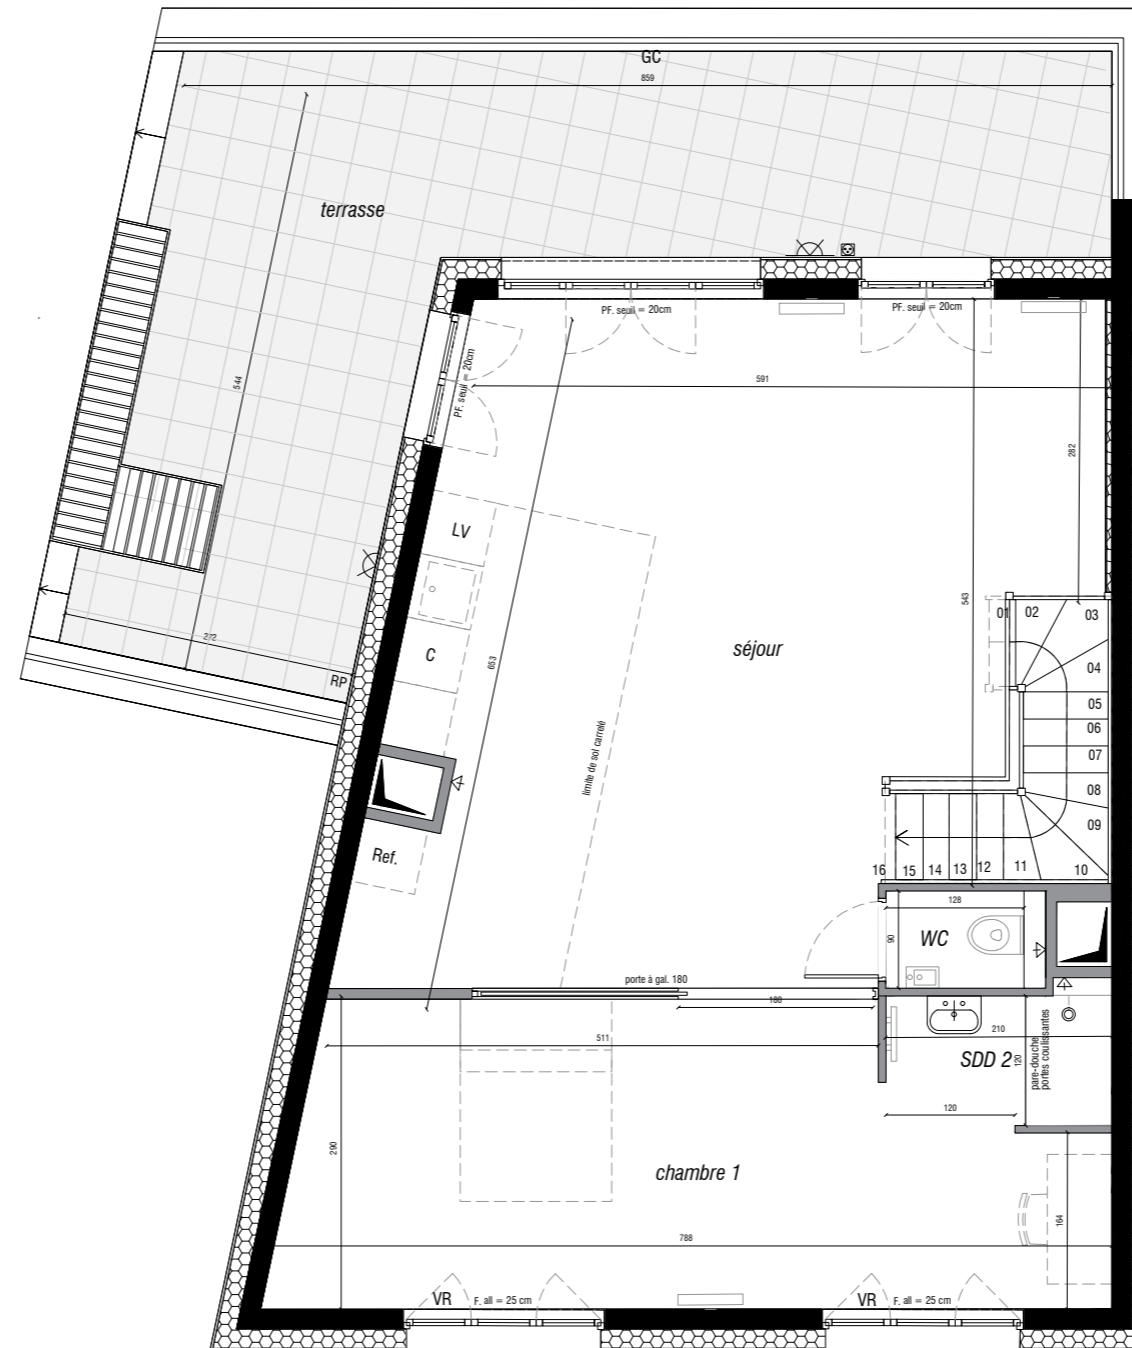 GC
859
terrasse
544
272
RP
PF. seuil = 20cm
PF. seuil = 20cm
PF. seuil = 20cm
591
282
543
653
LV
C
Ref.
séjour
limite de sol carrelé
01
02
03
04
05
06
07
08
09
10
11
12
13
14
15
16
128
90
WC
porte à gal. 180
188
511
210
SDD 2
120
pare-douche
portes coulissantes
120
290
chambre 1
164
788
VR
F. all = 25 cm
VR
F. all = 25 cm